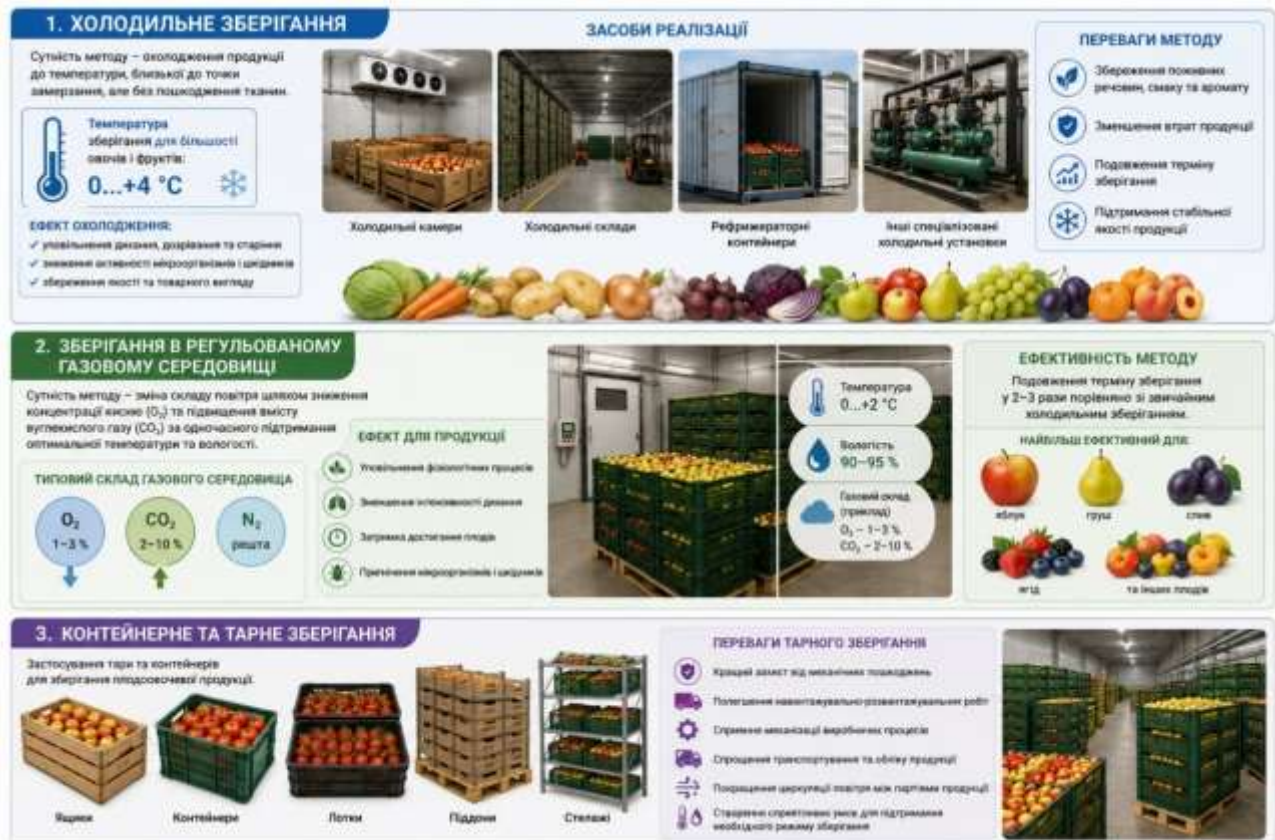 1. ХОЛОДИЛЬНЕ ЗБЕРІГАННЯ
Сутність методу – охолодження продукції
до температури, близької до точки
замерзання, але без пошкодження тканин.
Температура
зберігання для більшості
овочів і фруктів:
0...+4 °C
ЕФЕКТ ОХОЛОДЖЕННЯ:
✓ уповільнення дихання, дозрівання та старіння
✓ зниження активності мікроорганізмів і шкідників
✓ збереження якості та товарного вигляду
ЗАСОБИ РЕАЛІЗАЦІЇ
Холодильні камери
Холодильні склади
Рефрижераторні
контейнери
Інші спеціалізовані
холодильні установки
ПЕРЕВАГИ МЕТОДУ
Збереження поживних
речовин, смаку та аромату
Зменшення втрат продукції
Подовження терміну
зберігання
Підтримання стабільної
якості продукції
2. ЗБЕРІГАННЯ В РЕГУЛЬОВАНОМУ
ГАЗОВОМУ СЕРЕДОВИЩІ
Сутність методу – зміна складу повітря шляхом зниження
концентрації кисню (O₂) та підвищення вмісту
вуглекислого газу (CO₂) за одночасного підтримання
оптимальної температури та вологості.
ТИПОВИЙ СКЛАД ГАЗОВОГО СЕРЕДОВИЩА
O₂
1–3 %
CO₂
2–10 %
N₂
решта
ЕФЕКТ ДЛЯ ПРОДУКЦІЇ
Уповільнення фізіологічних процесів
Зменшення інтенсивності дихання
Затримка достигання плодів
Пригнічення мікроорганізмів і шкідників
Температура
0...+2 °C
Вологість
90–95 %
Газовий склад
(приклад)
O₂ – 1–3 %
CO₂ – 2–10 %
ЕФЕКТИВНІСТЬ МЕТОДУ
Подовження терміну зберігання
у 2–3 рази порівняно зі звичайним
холодильним зберіганням.
НАЙБІЛЬШ ЕФЕКТИВНИЙ ДЛЯ:
яблук
груш
слив
ягід
та інших плодів
3. КОНТЕЙНЕРНЕ ТА ТАРНЕ ЗБЕРІГАННЯ
Застосування тари та контейнерів
для зберігання плодоовочевої продукції.
Ящики
Контейнери
Лотки
Піддони
Стелажі
ПЕРЕВАГИ ТАРНОГО ЗБЕРІГАННЯ
Кращий захист від механічних пошкоджень
Полегшення навантажувально-розвантажувальних робіт
Сприяння механізації виробничих процесів
Спрощення транспортування та обліку продукції
Покращення циркуляції повітря між партіями продукції
Створення сприятливих умов для підтримання
необхідного режиму зберігання